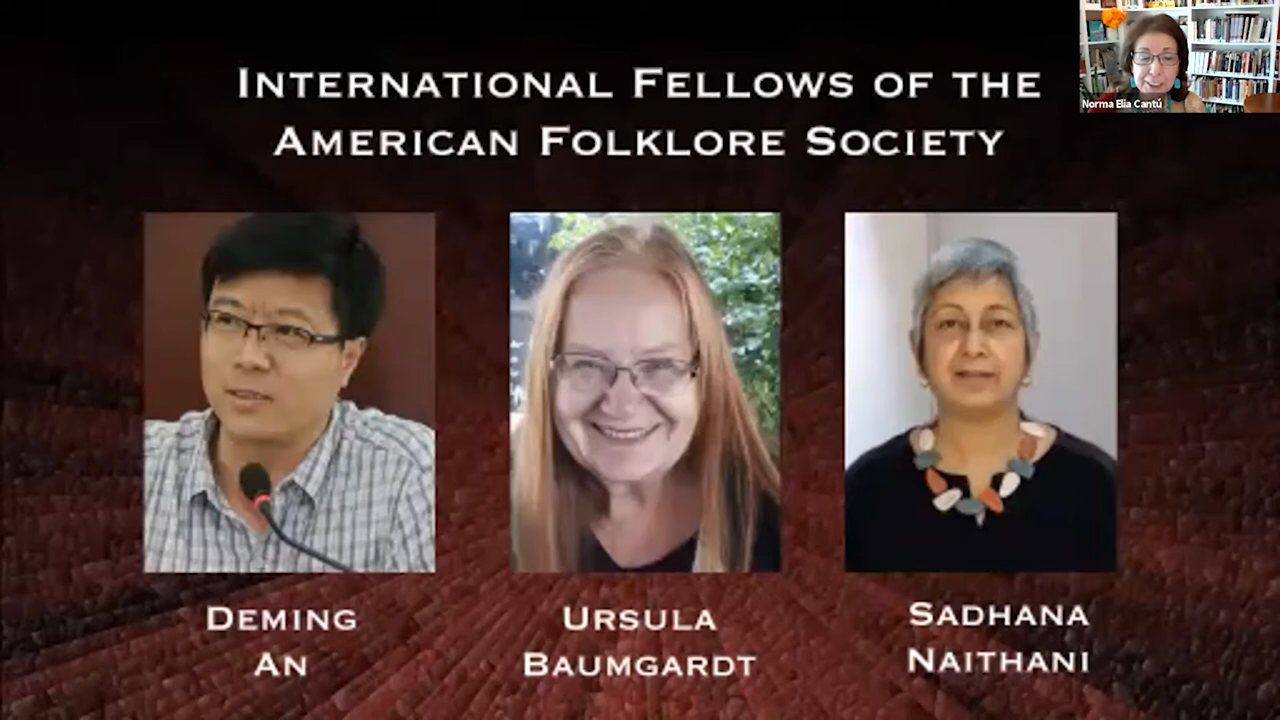 INTERNATIONAL FELLOWS OF THE
AMERICAN FOLKLORE SOCIETY
Norma Elia Cantú
DEMING
AN
URSULA
BAUMGARDT
SADHANA
NAITHANI